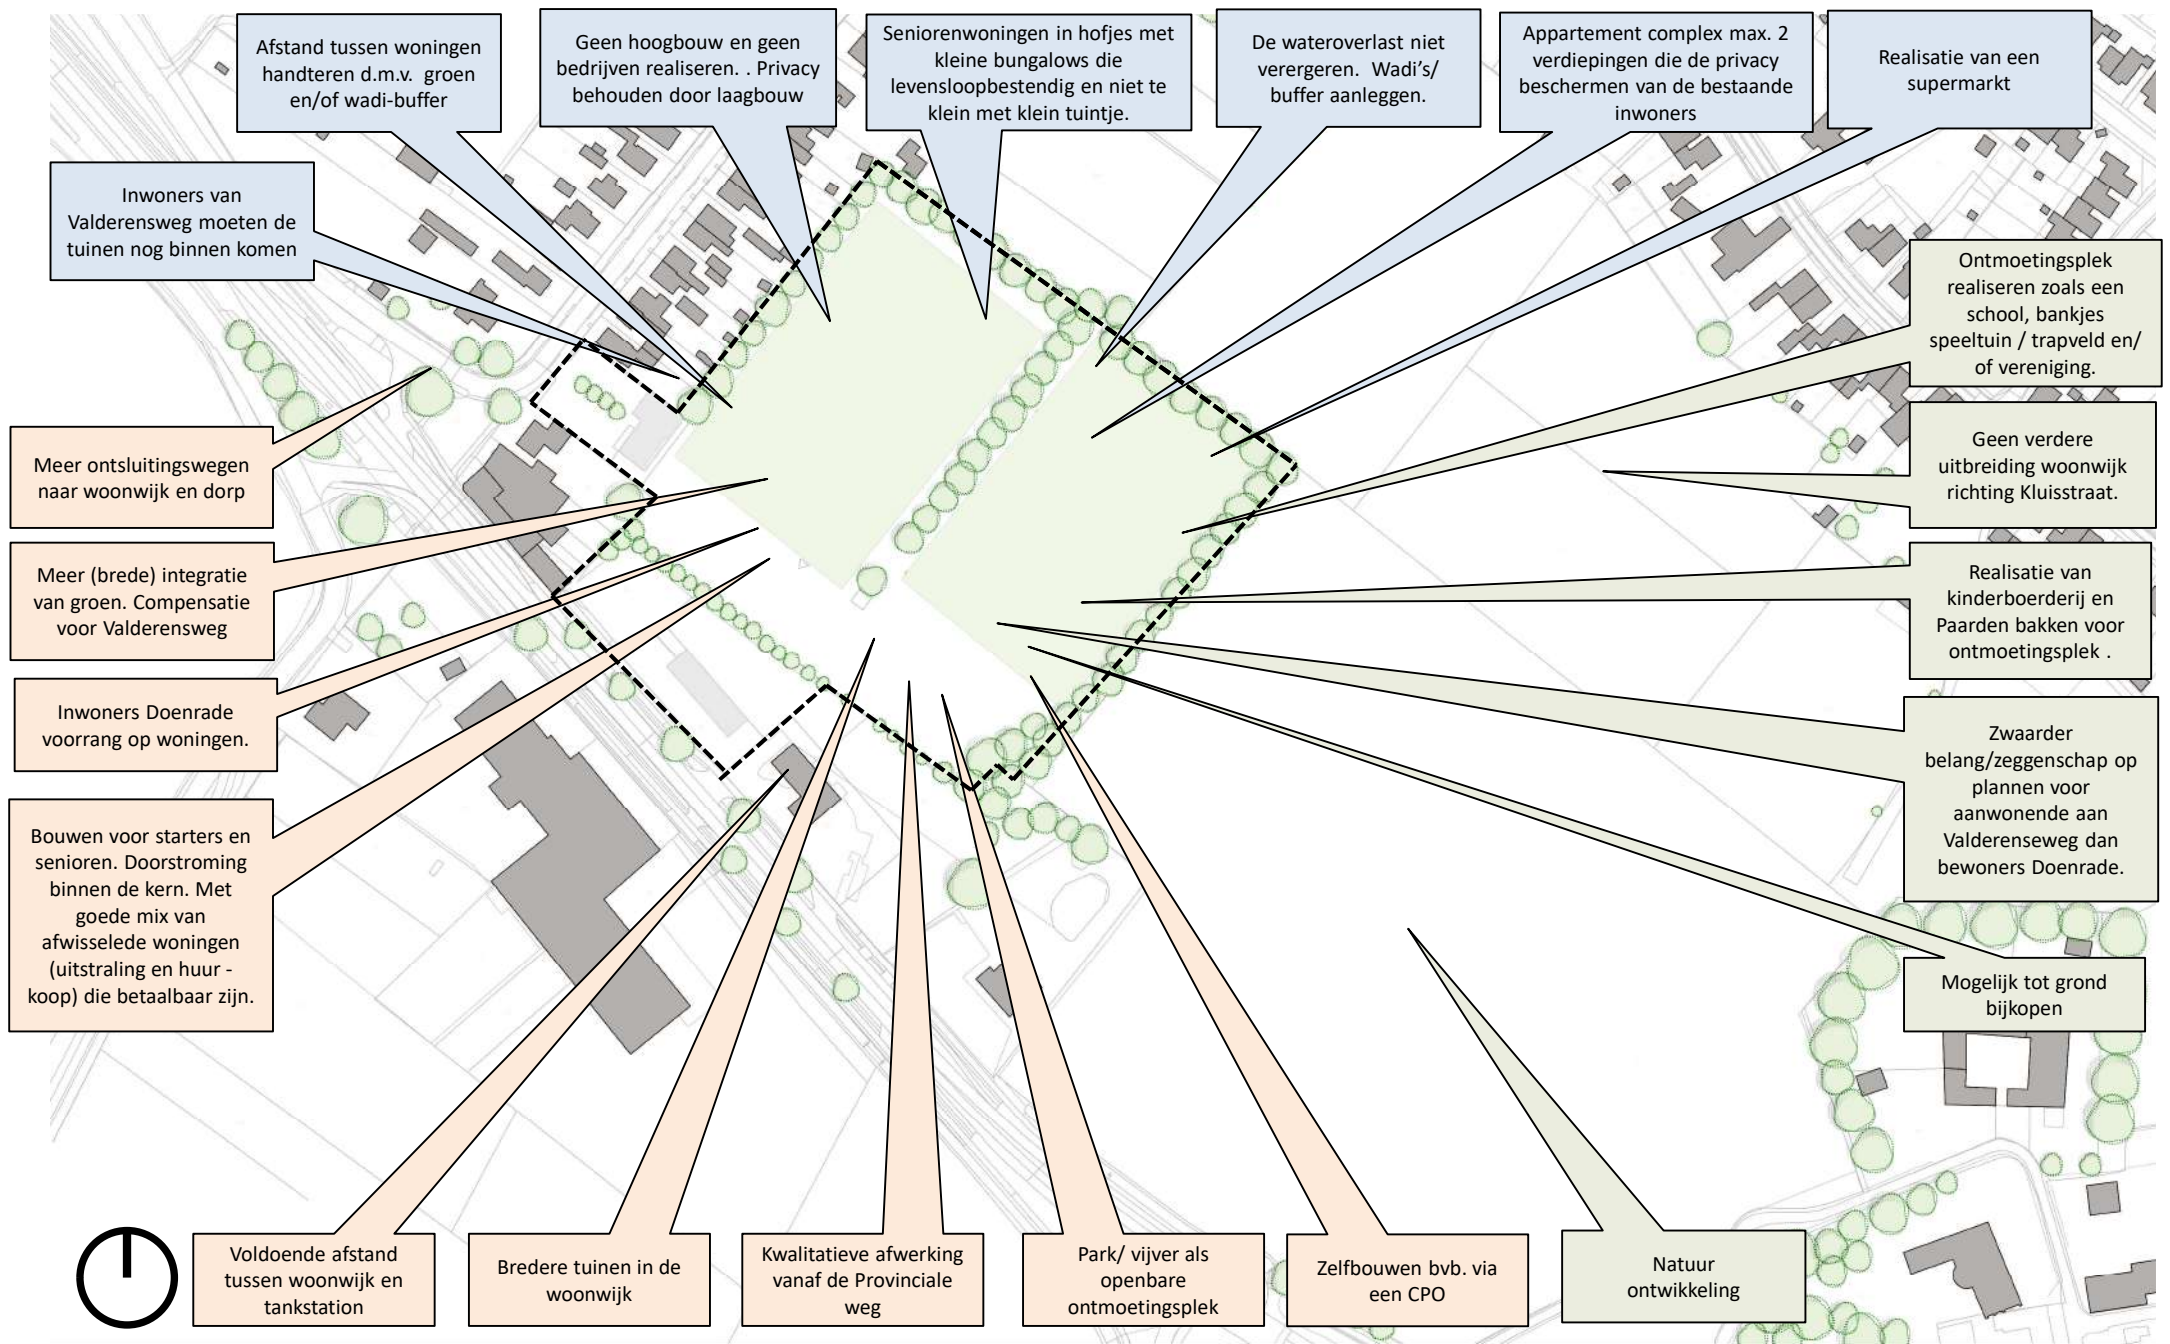 Afstand tussen woningen
handteren d.m.v. groen
en/of wadi-buffer
Geen hoogbouw en geen
bedrijven realiseren. . Privacy
behouden door laagbouw
Seniorenwoningen in hofjes met
kleine bungalows die
levensloopbestendig en niet te
klein met klein tuintje.
De wateroverlast niet
verergeren. Wadi's/
buffer aanleggen.
Appartement complex max. 2
verdiepingen die de privacy
beschermen van de bestaande
inwoners
Realisatie van een
supermarkt
Inwoners van
Valderensweg moeten de
tuinen nog binnen komen
Ontmoetingsplek
realiseren zoals een
school, bankjes
speeltuin / trapveld en/
of vereniging.
Meer ontsluitingswegen
naar woonwijk en dorp
Geen verdere
uitbreiding woonwijk
richting Kluisstraat.
Meer (brede) integratie
van groen. Compensatie
voor Valderensweg
Realisatie van
kinderboerderij en
Paarden bakken voor
ontmoetingsplek .
Inwoners Doenrade
voorrang op woningen.
Zwaarder
belang/zeggenschap op
plannen voor
aanwonende aan
Valderenseweg dan
bewoners Doenrade.
Bouwen voor starters en
senioren. Doorstroming
binnen de kern. Met
goede mix van
afwisselede woningen
(uitstraling en huur -
koop) die betaalbaar zijn.
Mogelijk tot grond
bijkopen
Voldoende afstand
tussen woonwijk en
tankstation
Bredere tuinen in de
woonwijk
Kwalitatieve afwerking
vanaf de Provinciale
weg
Park/ vijver als
openbare
ontmoetingsplek
Zelfbouwen bvb. via
een CPO
Natuur
ontwikkeling